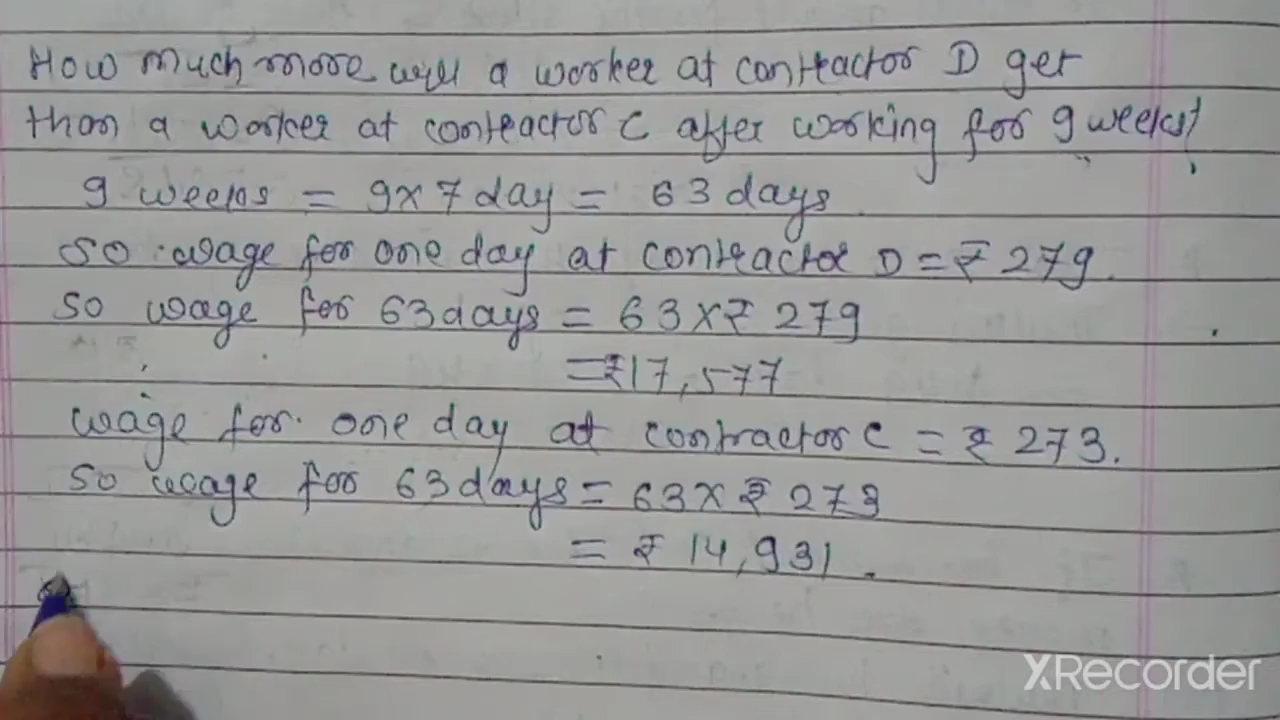 How much more will a worker at contractor D get
than a worker at contractor C after working for 9 weeks?
9 weeks = 9x 7 day = 63 days.
so wage for one day at contractor D = ₹ 279.
so wage for 63 days = 63 x ₹ 279
= ₹17,577
wage for one day at contractor C = ₹ 273.
so wage for 63 days = 63 x ₹ 273
= ₹ 14,931.
XRecorder